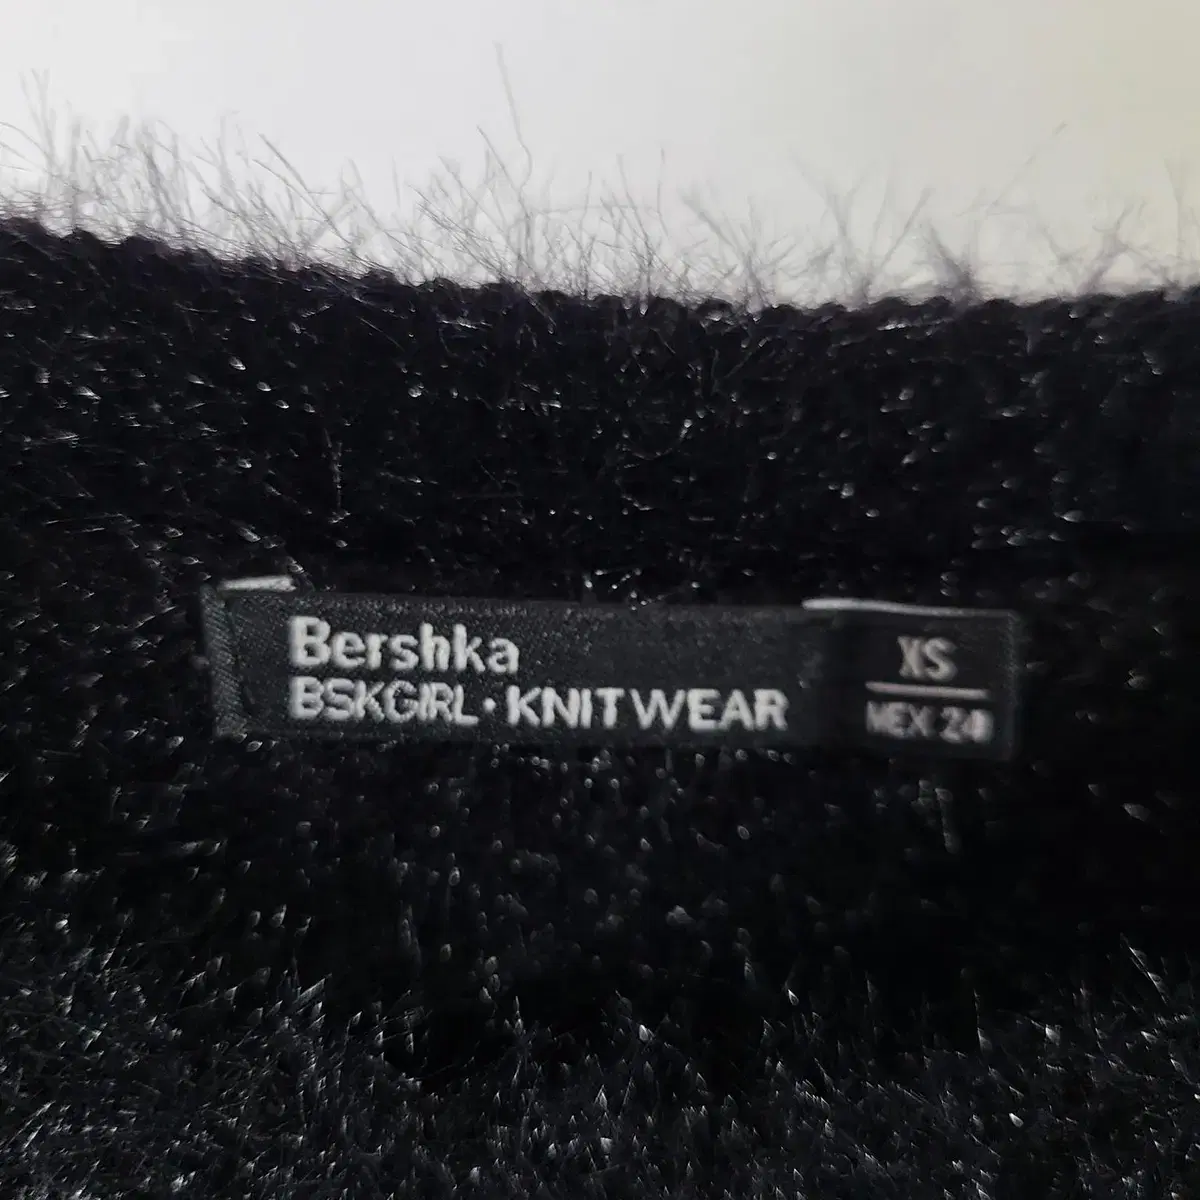 Bershka
BSKGIRL • KNITWEAR
XS
MEX 24